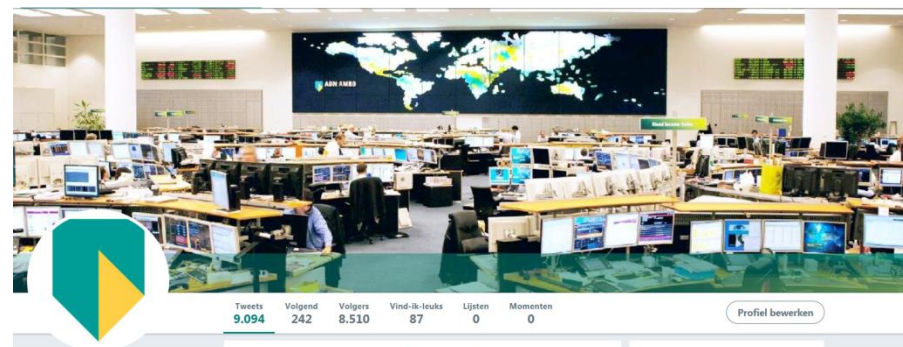 ABN AMRO
Tweets Volgend Volgers Vind-ik-leuks Lijsten Momenten
9.094 242 8.510 87 0 0
Profiel bewerken